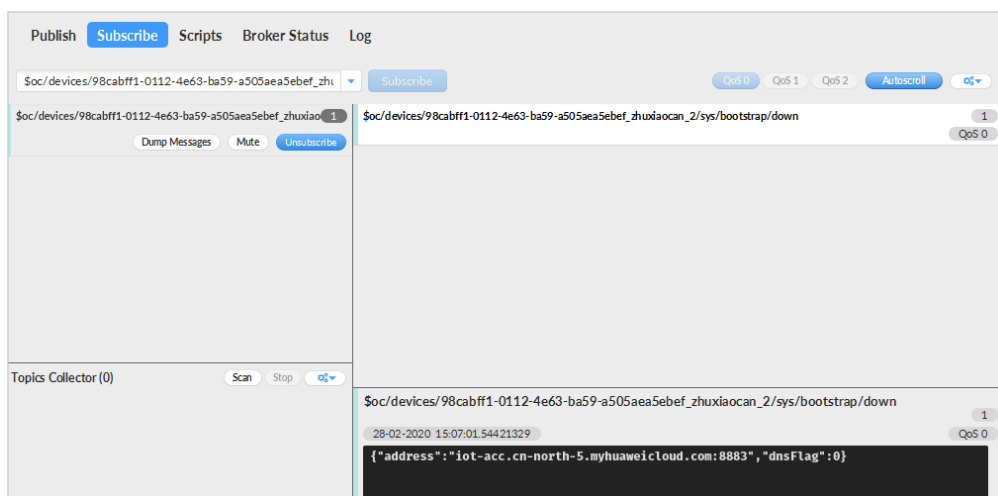 Publish Subscribe Scripts Broker Status Log
$oc/devices/98cabff1-0112-4e63-ba59-a505aea5ebef_zhu Subscribe QoS 0 QoS 1 QoS 2 Autoscroll
$oc/devices/98cabff1-0112-4e63-ba59-a505aea5ebef_zhuxiao 1
Dump Messages Mute Unsubscribe
$oc/devices/98cabff1-0112-4e63-ba59-a505aea5ebef_zhuxiaocan_2/sys/bootstrap/down 1
QoS 0
Topics Collector (0) Scan Stop
$oc/devices/98cabff1-0112-4e63-ba59-a505aea5ebef_zhuxiaocan_2/sys/bootstrap/down
1
28-02-2020 15:07:01.54421329 QoS 0
{"address":"iot-acc.cn-north-5.myhuaweicloud.com:8883","dnsFlag":0}